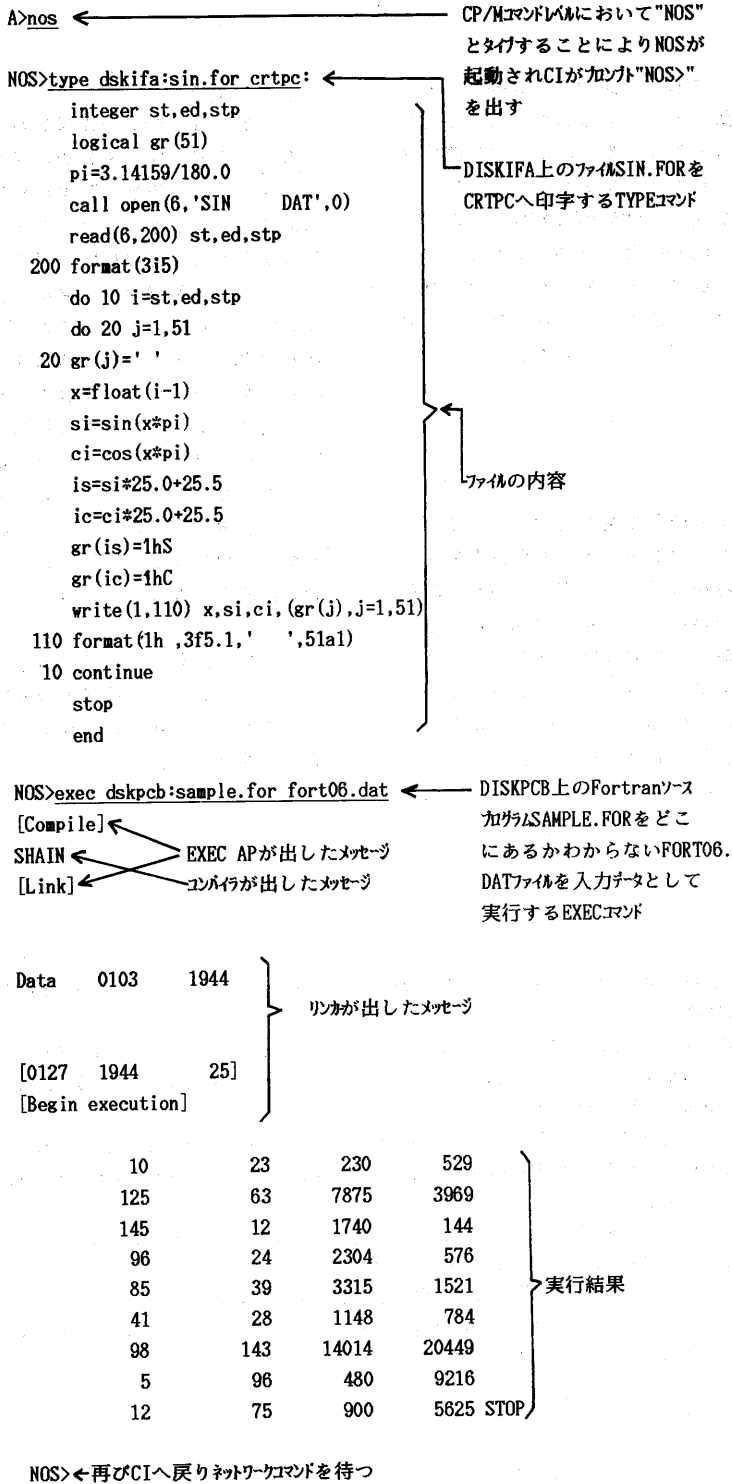 A>nos
CP/Mコマンドレベルにおいて"NOS"
とタイプすることによりNOSが
起動されCIがプロンプト"NOS>"
を出す
NOS>type dskifa:sin.for crtpc:
DISKIFA上のファイルSIN.FORを
CRTPCへ印字するTYPEコマンド
integer st,ed,stp
logical gr(51)
pi=3.14159/180.0
call open(6,'SIN     DAT',0)
read(6,200) st,ed,stp
200 format(3i5)
do 10 i=st,ed,stp
do 20 j=1,51
20 gr(j)=' '
x=float(i-1)
si=sin(x*pi)
ci=cos(x*pi)
is=si*25.0+25.5
ic=ci*25.0+25.5
gr(is)=1hS
gr(ic)=1hC
write(1,110) x,si,ci,(gr(j),j=1,51)
110 format(1h ,3f5.1,'   ',51a1)
10 continue
stop
end
ファイルの内容
NOS>exec dskpcb:sample.for fort06.dat
DISKPCB上のFortranソース
プログラムSAMPLE.FORをどこ
にあるかわからないFORT06.
DATファイルを入力データとして
実行するEXECコマンド
[Compile]
SHAIN
[Link]
EXEC APが出したメッセージ
コンパイラが出したメッセージ
Data 0103 1944
リンカが出したメッセージ
[0127 1944 25]
[Begin execution]
10 23 230 529
125 63 7875 3969
145 12 1740 144
96 24 2304 576
85 39 3315 1521
41 28 1148 784
98 143 14014 20449
5 96 480 9216
12 75 900 5625 STOP
実行結果
NOS>←再びCIへ戻りネットワークコマンドを待つ